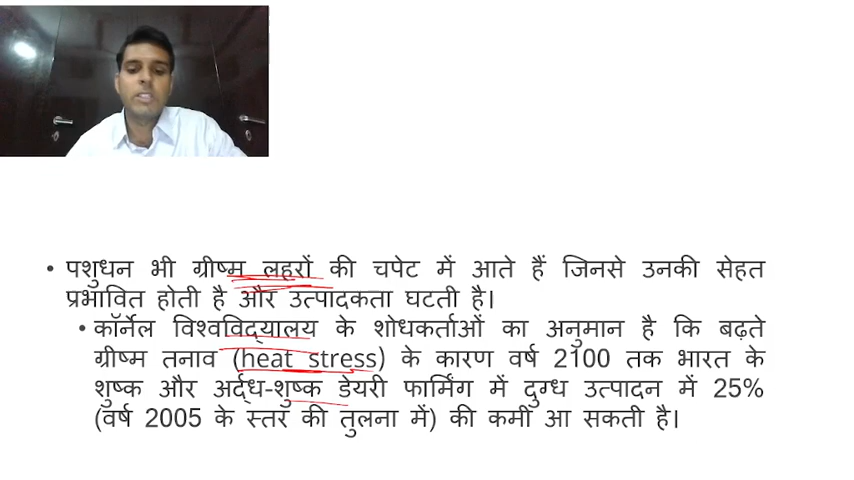 • पशुधन भी ग्रीष्म लहरों की चपेट में आते हैं जिनसे उनकी सेहत
प्रभावित होती है और उत्पादकता घटती है।
• कॉर्नेल विश्वविद्यालय के शोधकर्ताओं का अनुमान है कि बढ़ते
ग्रीष्म तनाव (heat stress) के कारण वर्ष 2100 तक भारत के
शुष्क और अर्द्ध-शुष्क डेयरी फार्मिंग में दुग्ध उत्पादन में 25%
(वर्ष 2005 के स्तर की तुलना में) की कमी आ सकती है।